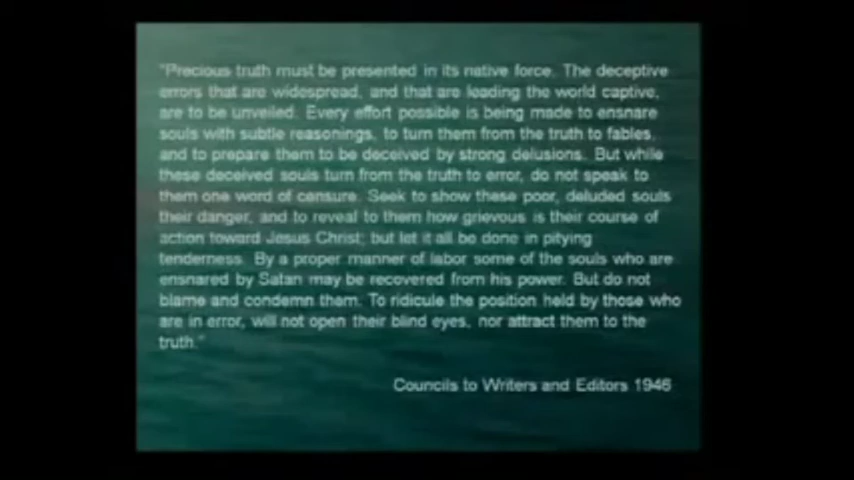 "Precious truth must be presented in its native force. The deceptive
errors that are widespread, and that are leading the world captive,
are to be unveiled. Every effort possible is being made to ensnare
souls with subtle reasonings, to turn them from the truth to fables,
and to prepare them to be deceived by strong delusions. But while
these deceived souls turn from the truth to error, do not speak to
them one word of censure. Seek to show these poor, deluded souls
their danger, and to reveal to them how grievous is their course of
action toward Jesus Christ; but let it all be done in pitying
tenderness. By a proper manner of labor some of the souls who are
ensnared by Satan may be recovered from his power. But do not
blame and condemn them. To ridicule the position held by those who
are in error, will not open their blind eyes, nor attract them to the
truth."
Councils to Writers and Editors 1946